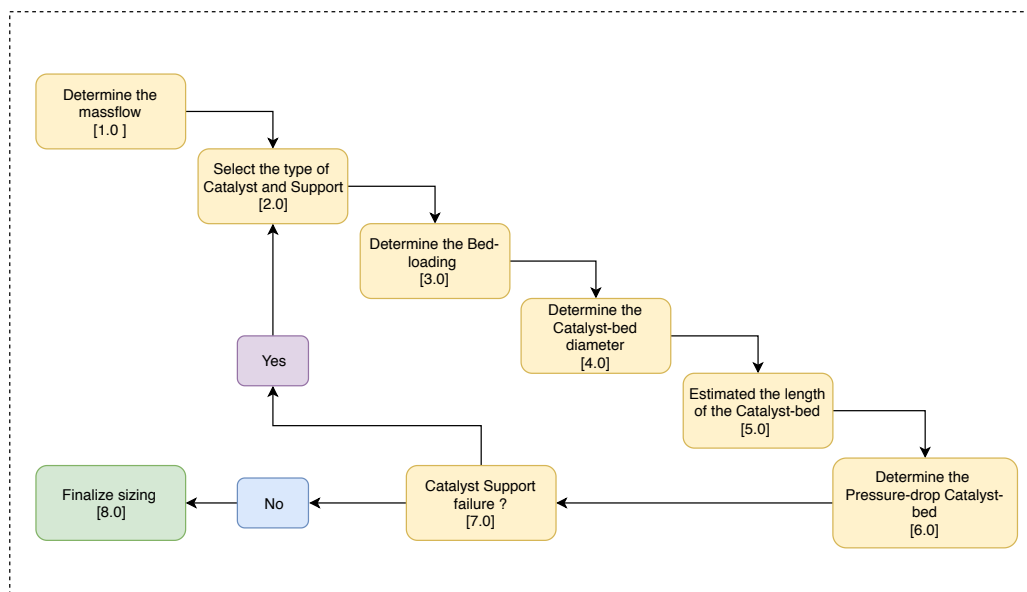 Determine the
massflow
[1.0 ]
Select the type of
Catalyst and Support
[2.0]
Determine the Bed-
loading
[3.0]
Determine the
Catalyst-bed
diameter
[4.0]
Estimated the length
of the Catalyst-bed
[5.0]
Determine the
Pressure-drop Catalyst-
bed
[6.0]
Yes
Catalyst Support
failure ?
[7.0]
No
Finalize sizing
[8.0]